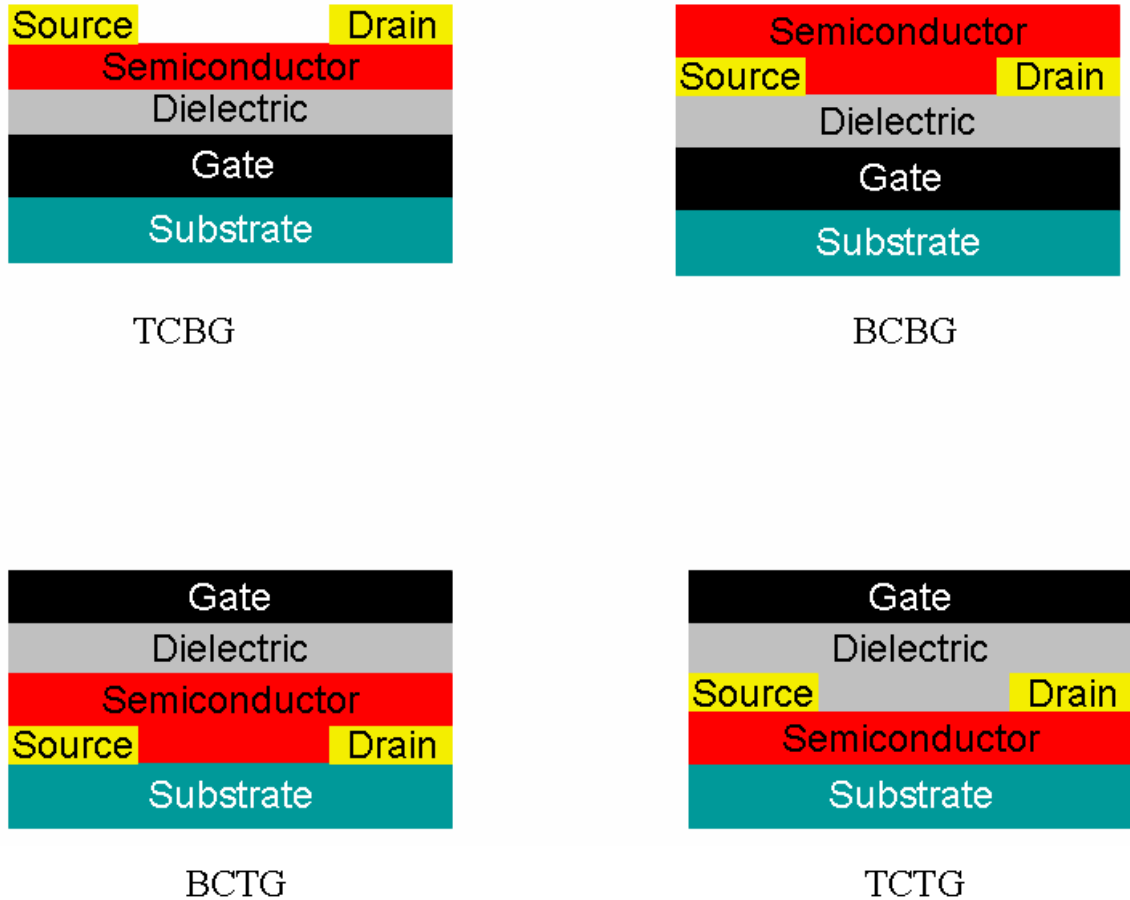 Source Drain
Semiconductor
Dielectric
Gate
Substrate
TCBG
Semiconductor
Source Drain
Dielectric
Gate
Substrate
BCBG
Gate
Dielectric
Semiconductor
Source Drain
Substrate
BCTG
Gate
Dielectric
Source Drain
Semiconductor
Substrate
TCTG